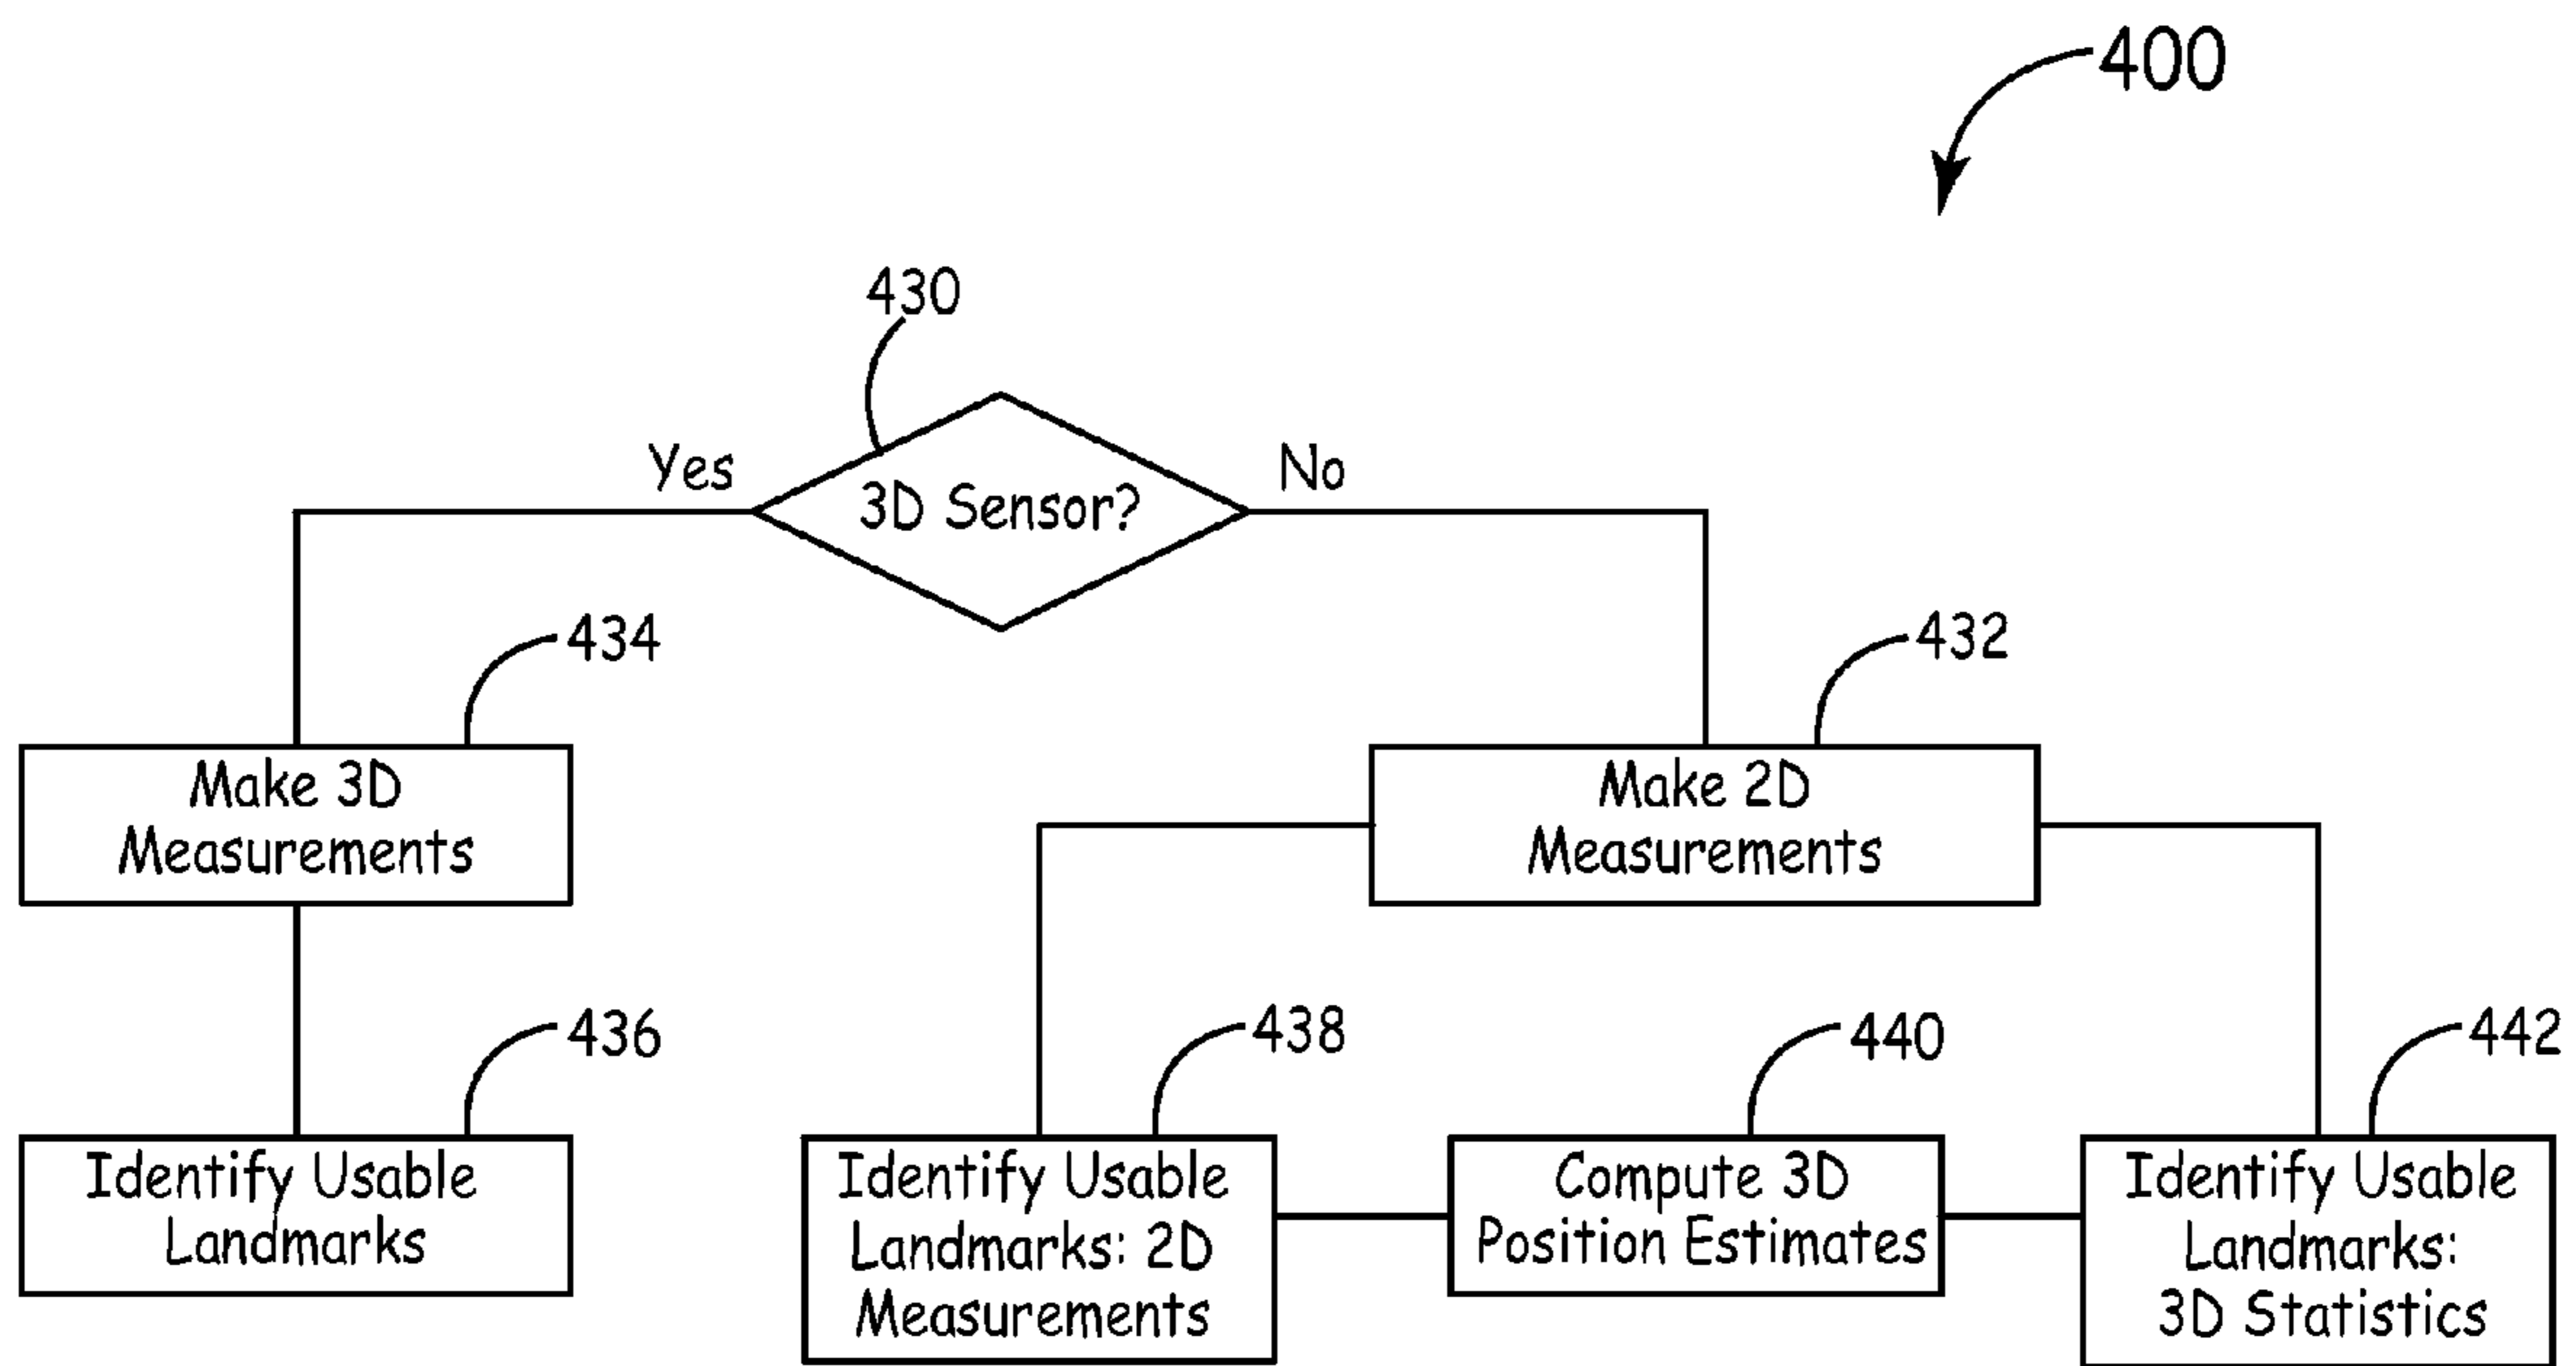 400
430
Yes
3D Sensor?
No
434
432
Make 3D
Measurements
Make 2D
Measurements
436
438
440
442
Identify Usable
Landmarks
Identify Usable
Landmarks: 2D
Measurements
Compute 3D
Position Estimates
Identify Usable
Landmarks:
3D Statistics